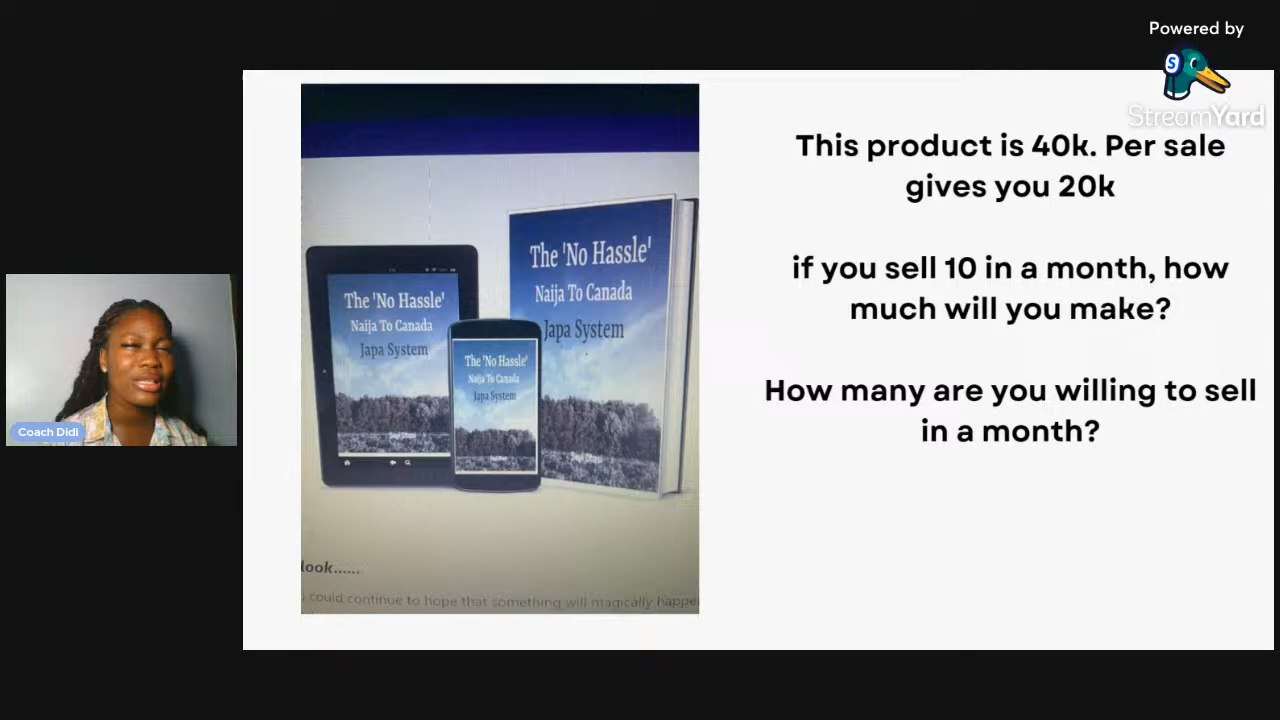 Powered by
StreamYard
This product is 40k. Per sale
gives you 20k
if you sell 10 in a month, how
much will you make?
How many are you willing to sell
in a month?
The 'No Hassle'
Naija To Canada
Japa System
The 'No Hassle'
Naija To Canada
Japa System
The 'No Hassle'
Naija To Canada
Japa System
look......
could continue to hope that something will magically
Coach Didi